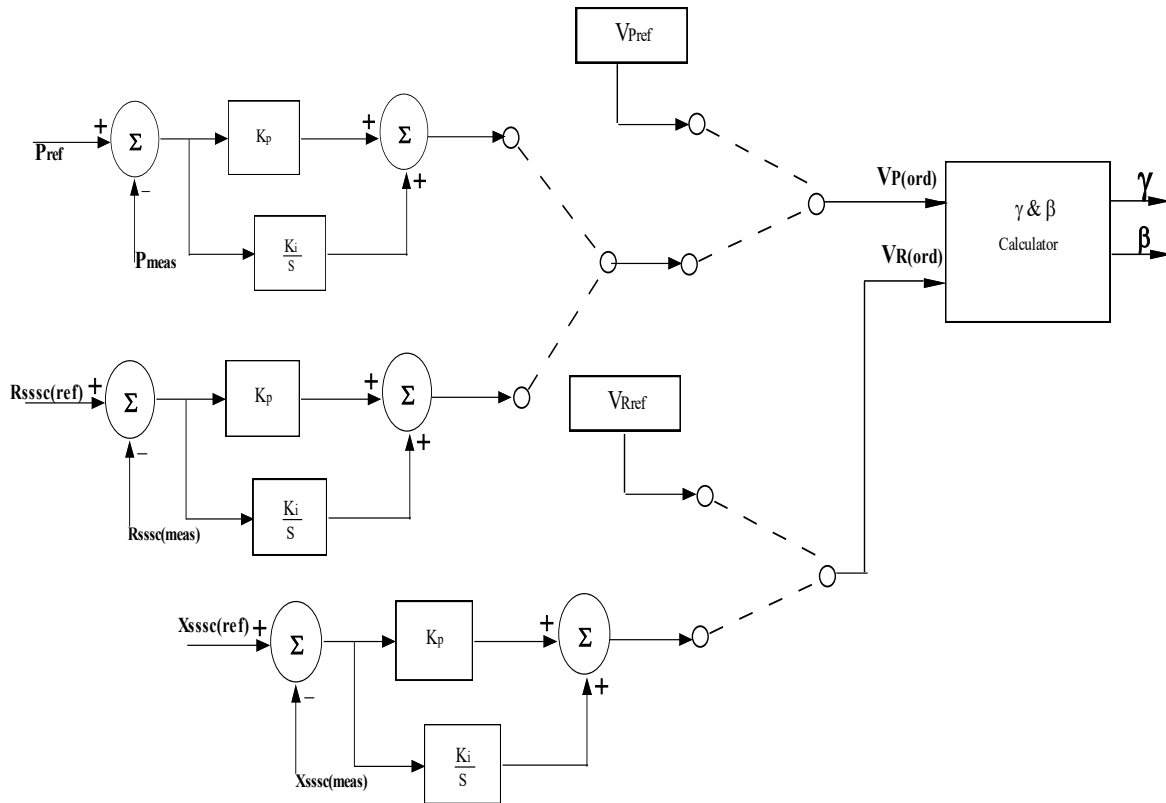 VPref
+
Σ
Kp
+
Σ
Pref
−
+
Pmeas
Ki
S
VP(ord)
γ & β
Calculator
γ
β
VR(ord)
Rsssc(ref)
+
Σ
Kp
+
Σ
−
+
Rsssc(meas)
Ki
S
VRref
Xsssc(ref)
+
Σ
Kp
+
Σ
−
+
Xsssc(meas)
Ki
S